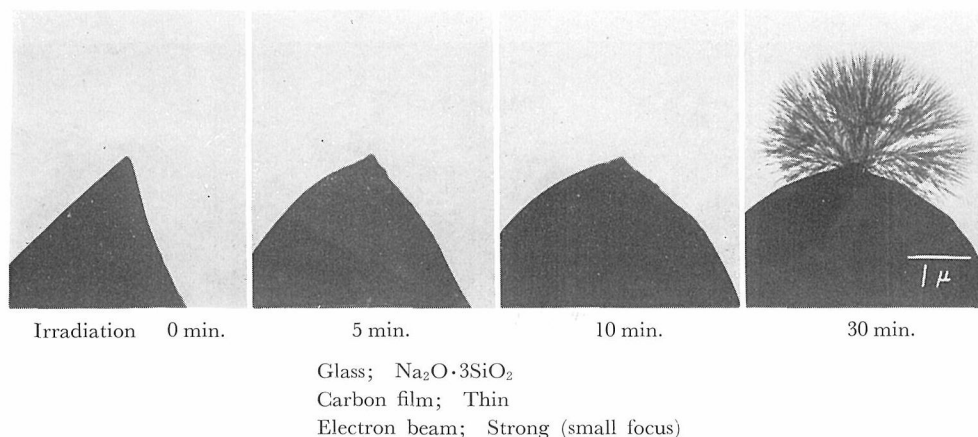 1 μ
Irradiation 0 min. 5 min. 10 min. 30 min.
Glass; Na₂O·3SiO₂
Carbon film; Thin
Electron beam; Strong (small focus)